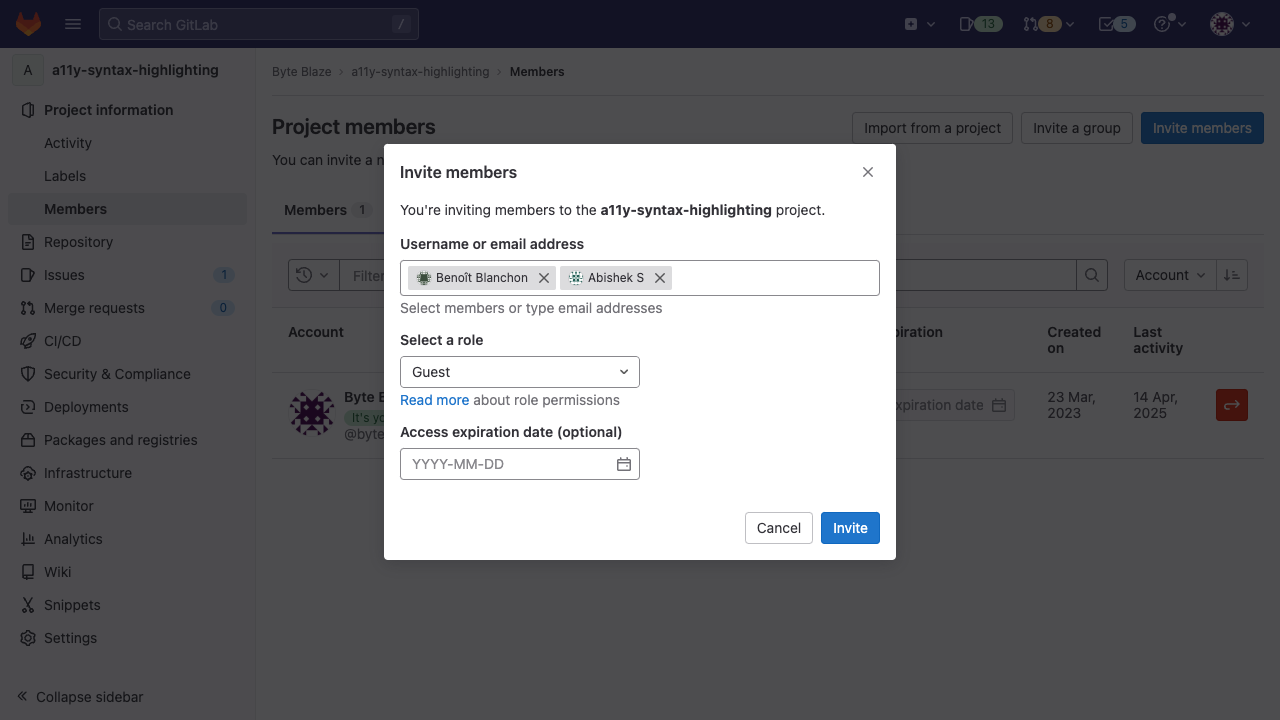 Search GitLab
/
13
8
5
A
a11y-syntax-highlighting
Project information
Activity
Labels
Members
Repository
Issues
1
Merge requests
0
CI/CD
Security & Compliance
Deployments
Packages and registries
Infrastructure
Monitor
Analytics
Wiki
Snippets
Settings
Collapse sidebar
Byte Blaze
a11y-syntax-highlighting
Members
Project members
Import from a project
Invite a group
Invite members
You can invite a
Members 1
Filter
Account
Account
Created on
Last activity
Byte
It's
@byte
expiration date
23 Mar, 2023
14 Apr, 2025
Invite members
You're inviting members to the a11y-syntax-highlighting project.
Username or email address
Benoît Blanchon
Abishek S
Select members or type email addresses
Select a role
Guest
Read more about role permissions
Access expiration date (optional)
YYYY-MM-DD
Cancel
Invite